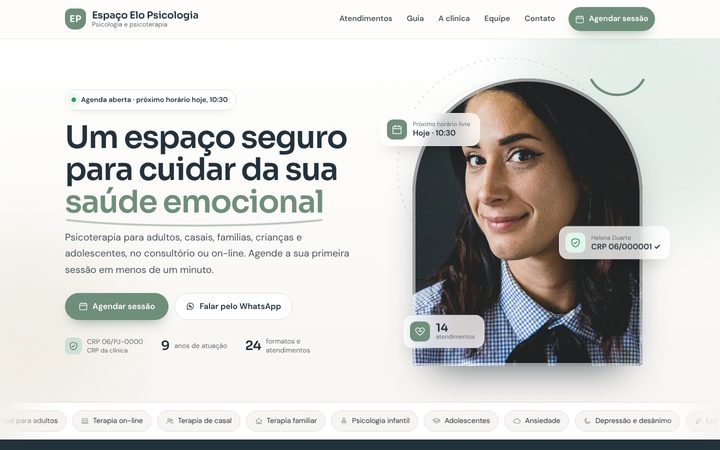 EP
Espaço Elo Psicologia
Psicologia e psicoterapia
Atendimentos Guia A clínica Equipe Contato Agendar sessão
Agenda aberta · próximo horário hoje, 10:30
Um espaço seguro
para cuidar da sua
saúde emocional
Psicoterapia para adultos, casais, famílias, crianças e
adolescentes, no consultório ou on-line. Agende a sua primeira
sessão em menos de um minuto.
Agendar sessão
Falar pelo WhatsApp
CRP 06/PJ-0000
CRP da clínica
9 anos de atuação
24 formatos e
atendimentos
Próximo horário livre
Hoje · 10:30
Helena Duarte
CRP 06/000001 ✓
14
atendimentos
para adultos Terapia on-line Terapia de casal Terapia familiar Psicologia infantil Adolescentes Ansiedade Depressão e desânimo